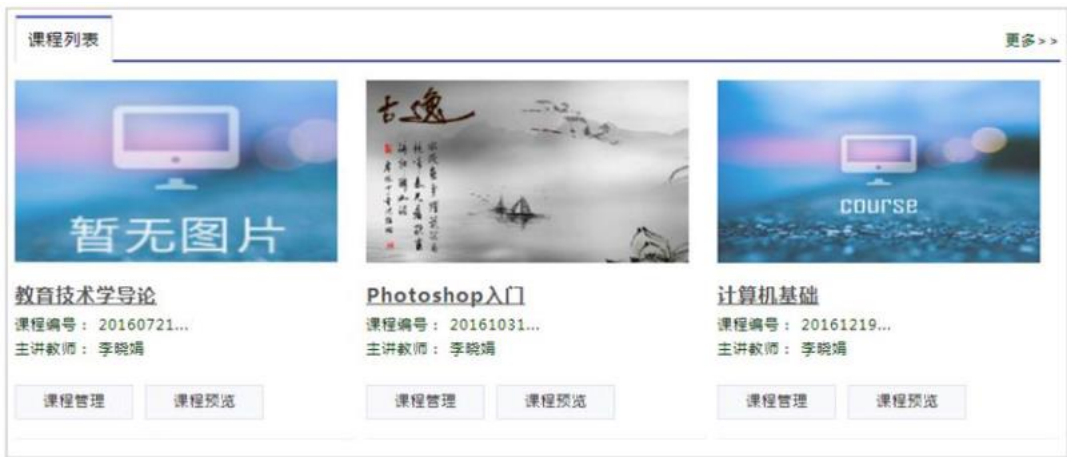 课程列表
更多>>
暂无图片
古逸
course
教育技术学导论
Photoshop入门
计算机基础
课程编号： 20160721...
课程编号： 20161031...
课程编号： 20161219...
主讲教师： 李晓娟
主讲教师： 李晓娟
主讲教师： 李晓娟
课程管理
课程预览
课程管理
课程预览
课程管理
课程预览